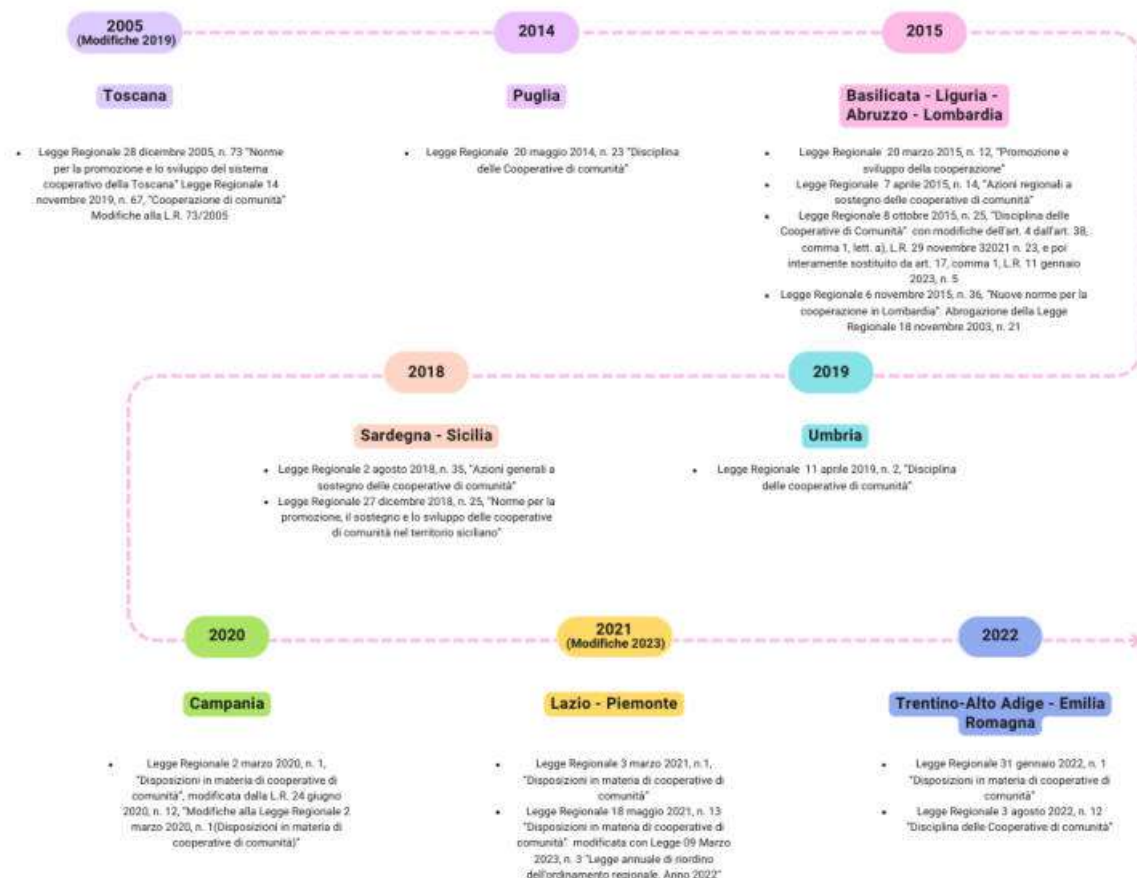 2005
(Modifiche 2019)
Toscana
• Legge Regionale 28 dicembre 2005, n. 73 "Norme
per la promozione e lo sviluppo del sistema
cooperativo della Toscana" Legge Regionale 14
novembre 2019, n. 67, "Cooperazione di comunità"
Modifiche alla L.R. 73/2005
2014
Puglia
• Legge Regionale 20 maggio 2014, n. 23 "Disciplina
delle Cooperative di comunità"
2015
Basilicata - Liguria -
Abruzzo - Lombardia
• Legge Regionale 20 marzo 2015, n. 12, "Promozione e
sviluppo della cooperazione"
• Legge Regionale 7 aprile 2015, n. 14, "Azioni regionali a
sostegno delle cooperative di comunità"
• Legge Regionale 8 ottobre 2015, n. 25, "Disciplina delle
Cooperative di Comunità" con modifiche dell'art. 4 dall'art. 38,
comma 1, lett. a), L.R. 29 novembre 32021 n. 23, e poi
interamente sostituito da art. 17, comma 1, L.R. 11 gennaio
2023, n. 5
• Legge Regionale 6 novembre 2015, n. 36, "Nuove norme per la
cooperazione in Lombardia". Abrogazione della Legge
Regionale 18 novembre 2003, n. 21
2018
Sardegna - Sicilia
• Legge Regionale 2 agosto 2018, n. 35, "Azioni generali a
sostegno delle cooperative di comunità"
• Legge Regionale 27 dicembre 2018, n. 25, "Norme per la
promozione, il sostegno e lo sviluppo delle cooperative
di comunità nel territorio siciliano"
2019
Umbria
• Legge Regionale 11 aprile 2019, n. 2, "Disciplina
delle cooperative di comunità"
2020
Campania
• Legge Regionale 2 marzo 2020, n. 1,
"Disposizioni in materia di cooperative di
comunità", modificata dalla L.R. 24 giugno
2020, n. 12, "Modifiche alla Legge Regionale 2
marzo 2020, n. 1(Disposizioni in materia di
cooperative di comunità)"
2021
(Modifiche 2023)
Lazio - Piemonte
• Legge Regionale 3 marzo 2021, n.1,
"Disposizioni in materia di cooperative di
comunità"
• Legge Regionale 18 maggio 2021, n. 13
"Disposizioni in materia di cooperative di
comunità" modificata con Legge 09 Marzo
2023, n. 3 "Legge annuale di riordino
dell'ordinamento regionale. Anno 2022"
2022
Trentino-Alto Adige - Emilia
Romagna
• Legge Regionale 31 gennaio 2022, n. 1
"Disposizioni in materia di cooperative di
comunità"
• Legge Regionale 3 agosto 2022, n. 12
"Disciplina delle Cooperative di comunità"